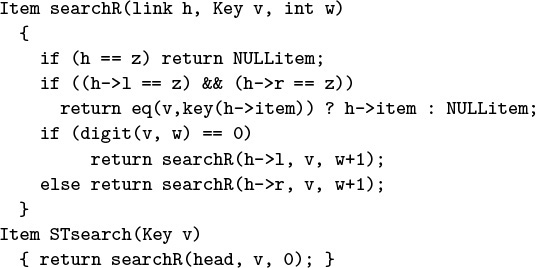 Item searchR(link h, Key v, int w)
  {
    if (h == z) return NULLitem;
    if ((h->l == z) && (h->r == z))
      return eq(v,key(h->item)) ? h->item : NULLitem;
    if (digit(v, w) == 0)
         return searchR(h->l, v, w+1);
    else return searchR(h->r, v, w+1);
  }
Item STsearch(Key v)
  { return searchR(head, v, 0); }